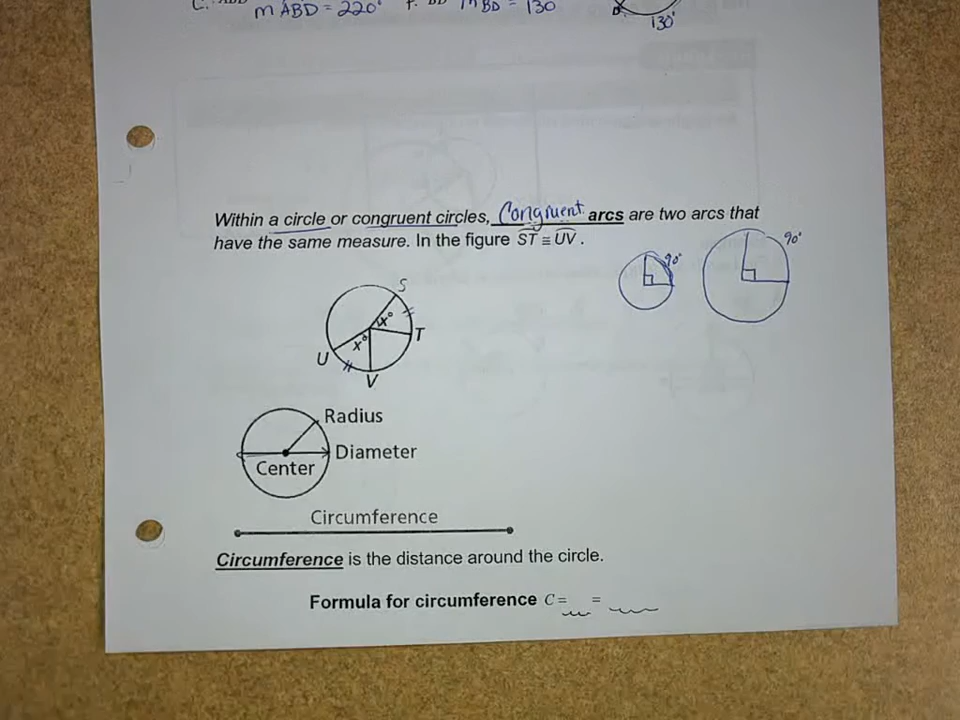 C.
m ABD = 220° F. BD m BD = 130
D
130°
Within a circle or congruent circles, Congruent arcs are two arcs that
90°
90°
have the same measure. In the figure ST ≅ UV .
S
x°
T
x°
U
V
Radius
Diameter
Center
Circumference
Circumference is the distance around the circle.
Formula for circumference C= =